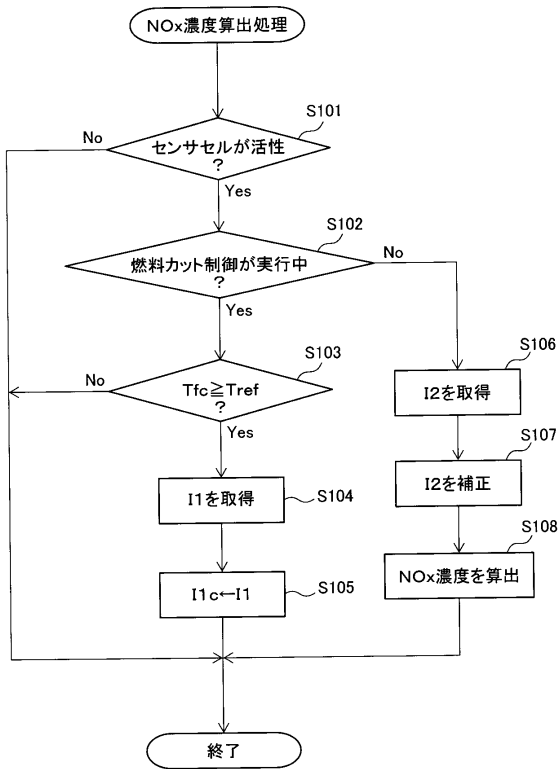 NOx濃度算出処理
S101
センサセルが活性
?
No
Yes
S102
燃料カット制御が実行中
?
No
Yes
S103
Tfc≧Tref
?
No
Yes
S104
I1を取得
S105
I1c←I1
S106
I2を取得
S107
I2を補正
S108
NOx濃度を算出
終了